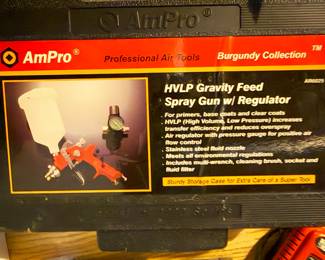 AmPro®
Professional Air Tools
Burgundy Collection ™
HVLP Gravity Feed
Spray Gun w/ Regulator
- For primers, base coats and clear coats
- HVLP (High Volume, Low Pressure) increases
transfer efficiency and reduces overspray
- Air regulator with pressure gauge for positive air
flow control
- Stainless steel fluid nozzle
- Meets all environmental regulations
- Includes multi-wrench, cleaning brush, socket and
fluid filter
Sturdy Storage Case for Extra Care of a Super Tool